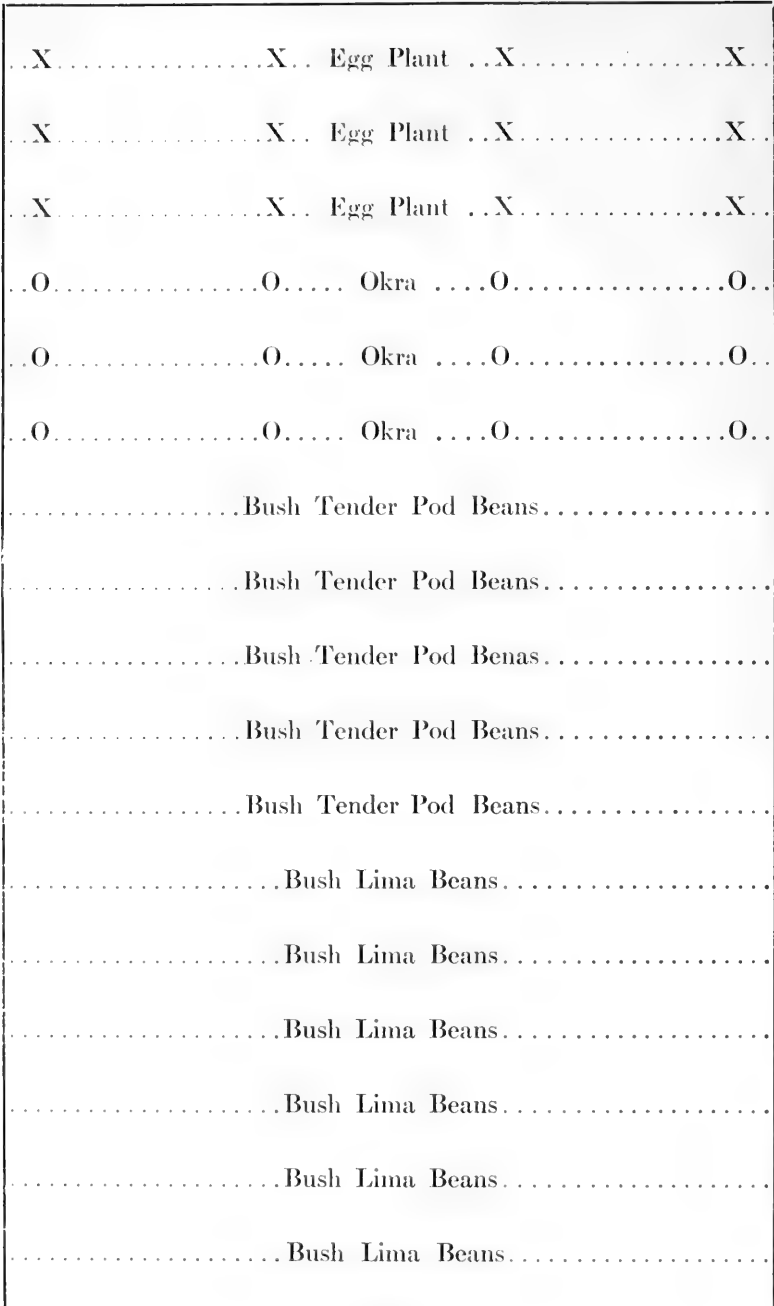 ..X................X.. Egg Plant ..X................X..
..X................X.. Egg Plant ..X................X..
..X................X.. Egg Plant ..X................X..
..O................O..... Okra ....O................O..
..O................O..... Okra ....O................O..
..O................O..... Okra ....O................O..
..................Bush Tender Pod Beans................
..................Bush Tender Pod Beans................
..................Bush Tender Pod Benas................
..................Bush Tender Pod Beans................
..................Bush Tender Pod Beans................
.....................Bush Lima Beans...................
.....................Bush Lima Beans...................
.....................Bush Lima Beans...................
.....................Bush Lima Beans...................
.....................Bush Lima Beans...................
.....................Bush Lima Beans...................